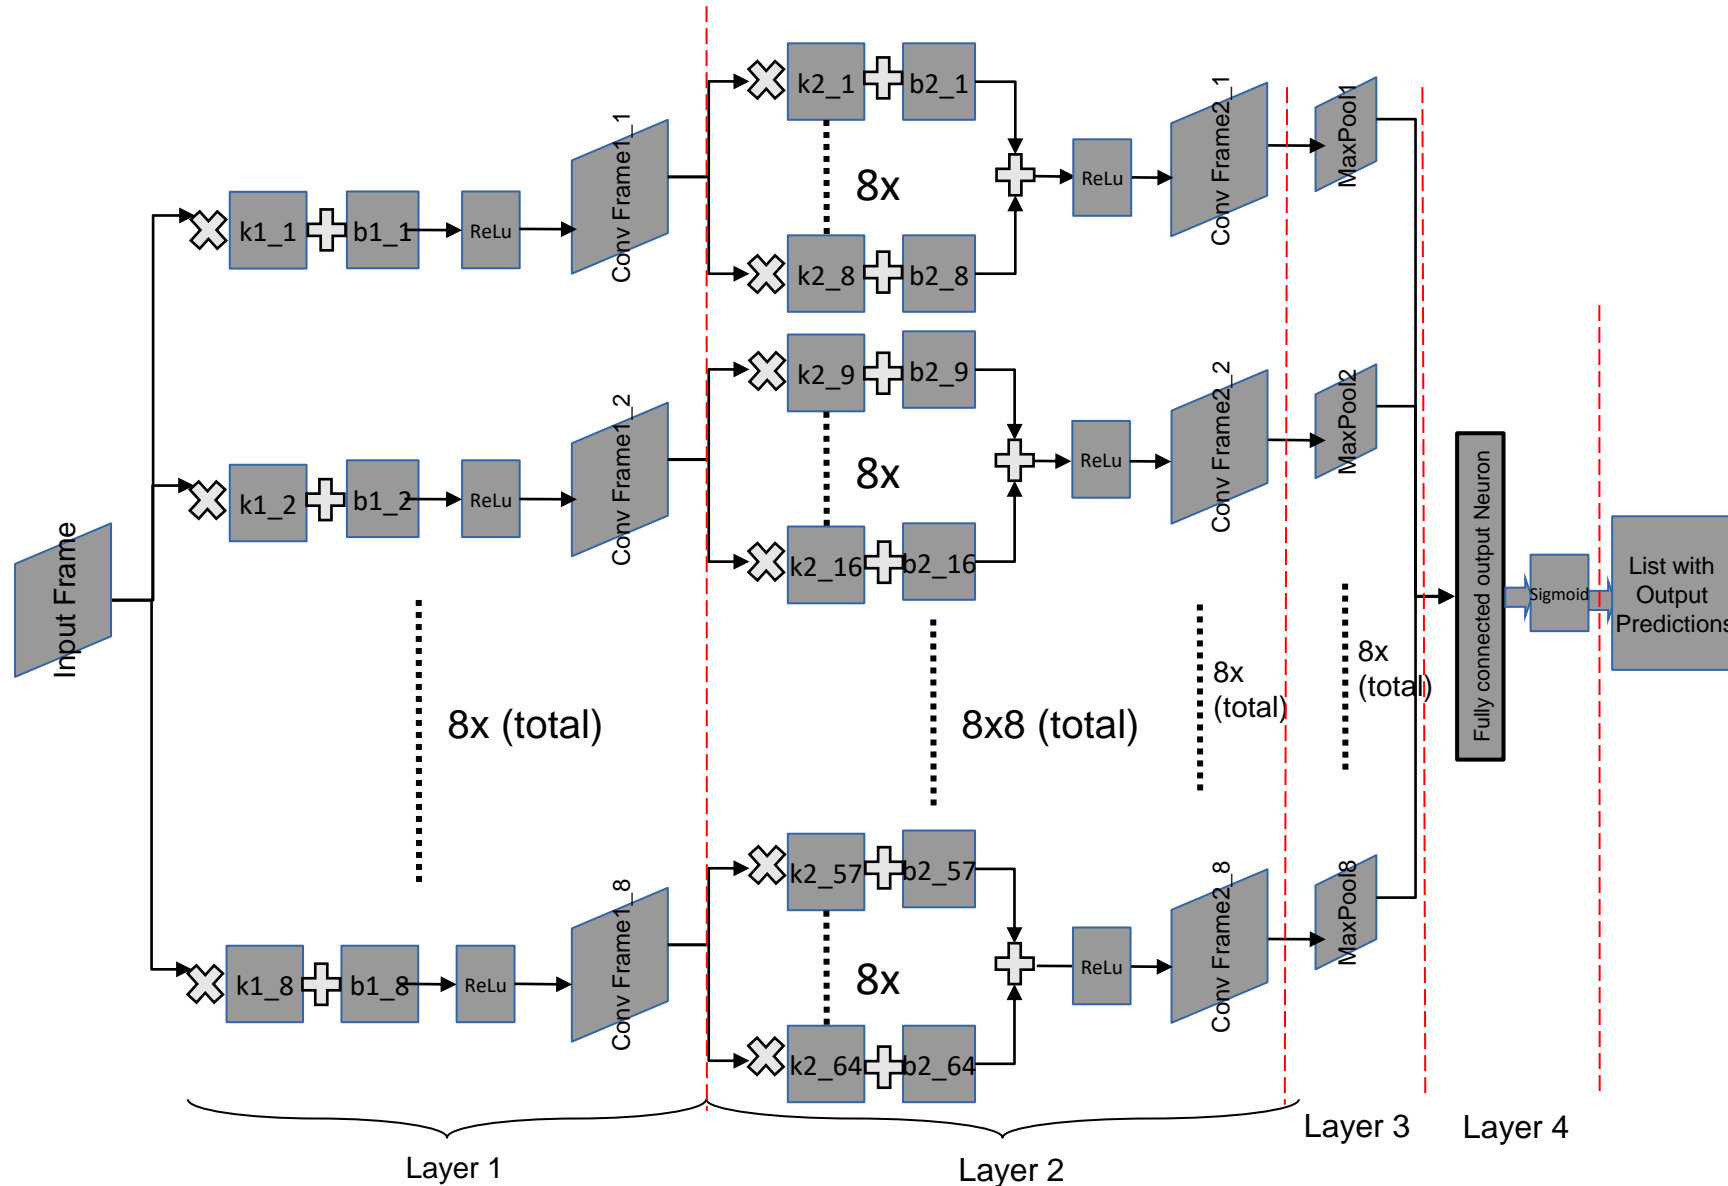 Input Frame
k1_1
b1_1
ReLu
Conv Frame1_1
k1_2
b1_2
ReLu
Conv Frame1_2
8x (total)
k1_8
b1_8
ReLu
Conv Frame1_8
Layer 1
k2_1
b2_1
8x
k2_8
b2_8
ReLu
Conv Frame2_1
k2_9
b2_9
8x
k2_16
b2_16
ReLu
Conv Frame2_2
8x8 (total)
8x
(total)
k2_57
b2_57
8x
k2_64
b2_64
ReLu
Conv Frame2_8
Layer 2
MaxPool1
MaxPool2
8x
(total)
MaxPool8
Layer 3
Fully connected output Neuron
Sigmoid
Layer 4
List with
Output
Predictions